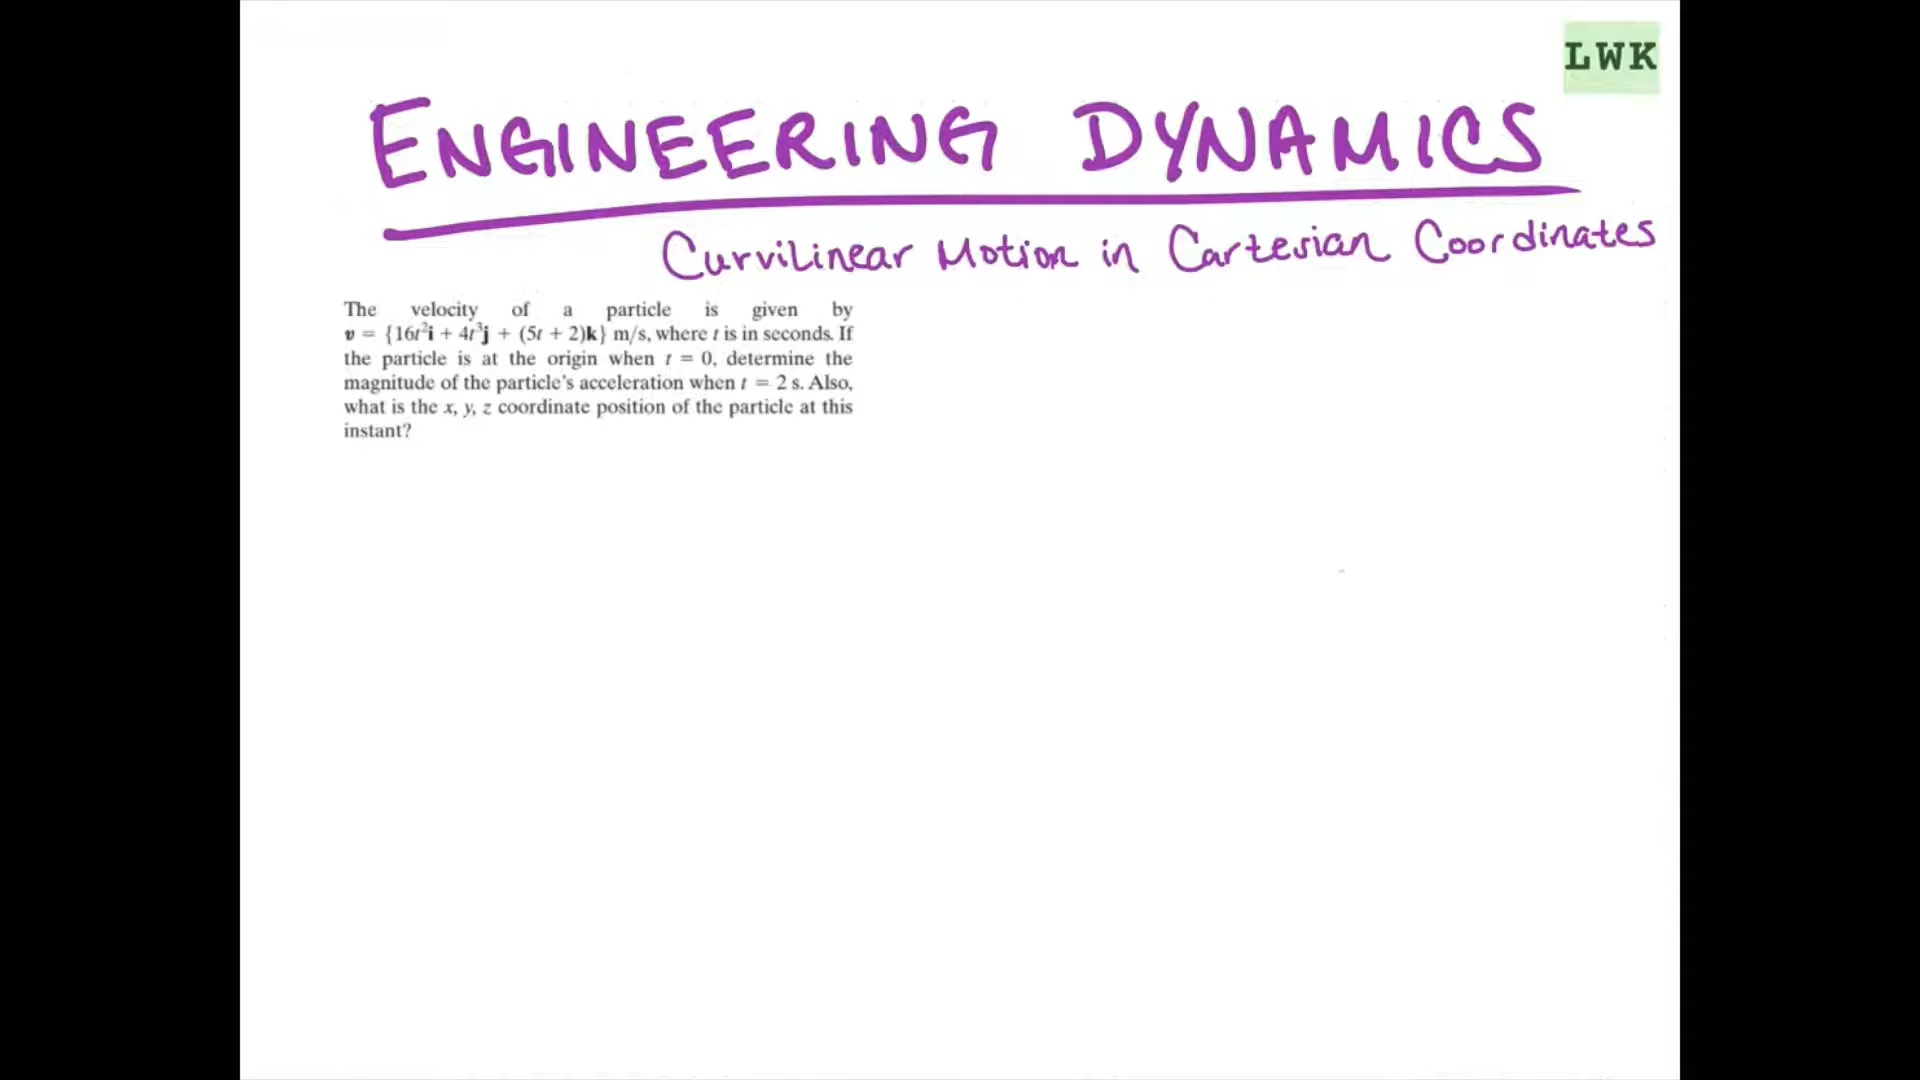 LWK
ENGINEERING DYNAMICS
Curvilinear Motion in Cartesian Coordinates
The velocity of a particle is given by
v = {16t²i + 4t³j + (5t + 2)k} m/s, where t is in seconds. If
the particle is at the origin when t = 0, determine the
magnitude of the particle's acceleration when t = 2 s. Also,
what is the x, y, z coordinate position of the particle at this
instant?